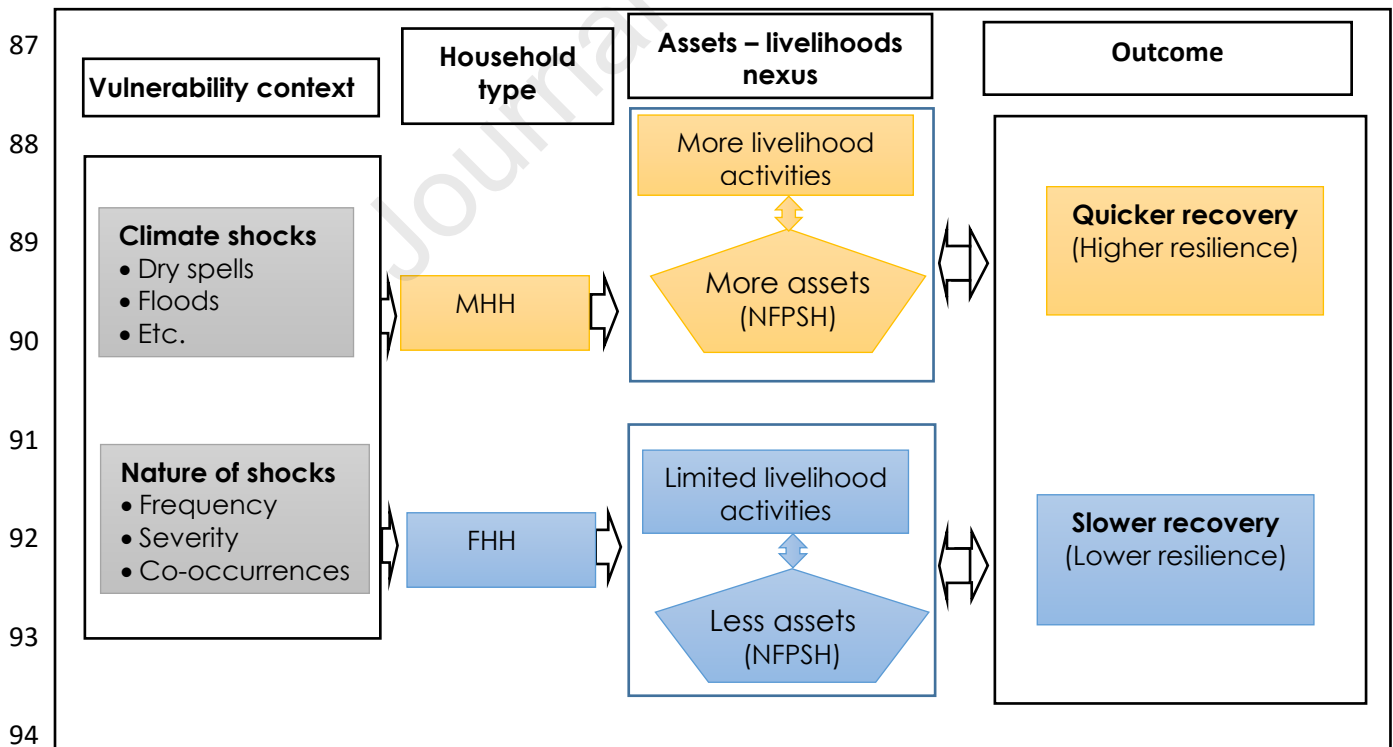 Journal
87
88
89
90
91
92
93
94
Vulnerability context
Household
type
Assets – livelihoods
nexus
Outcome
Climate shocks
• Dry spells
• Floods
• Etc.
Nature of shocks
• Frequency
• Severity
• Co-occurrences
MHH
FHH
More livelihood
activities
More assets
(NFPSH)
Limited livelihood
activities
Less assets
(NFPSH)
Quicker recovery
(Higher resilience)
Slower recovery
(Lower resilience)